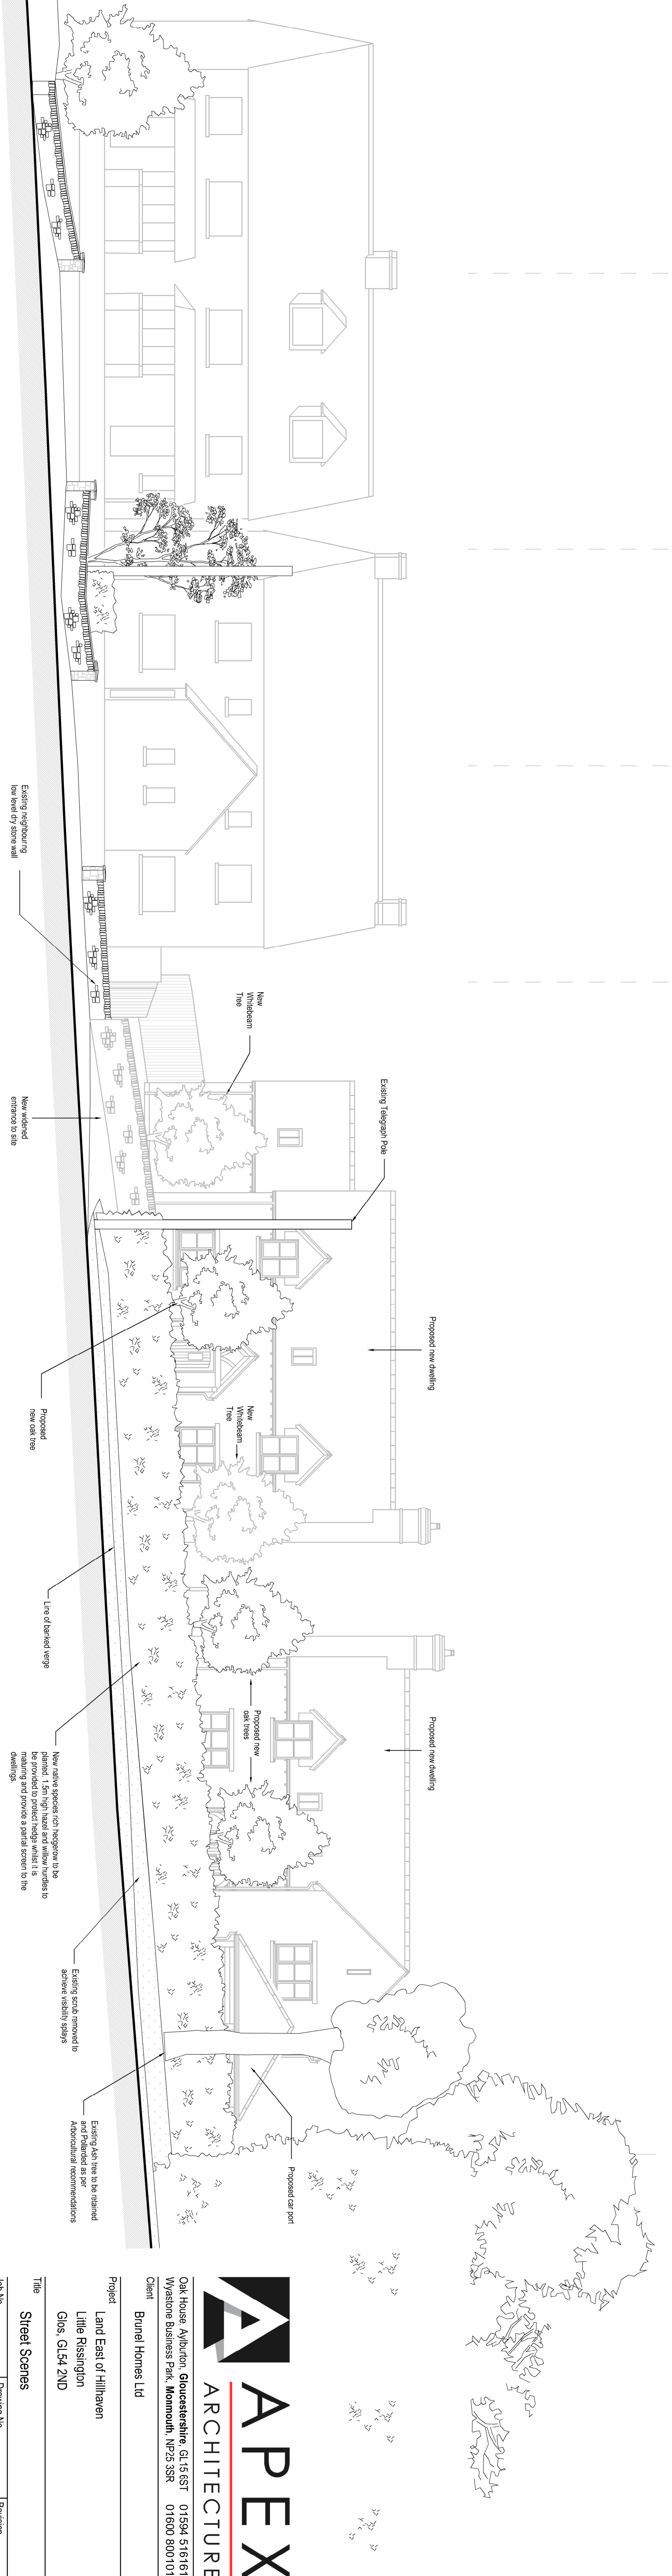 Existing neighbouring
low level dry stone wall
New
Whitebeam
Tree
New widened
entrance to site
Existing Telegraph Pole
Proposed new dwelling
Proposed
new oak tree
New
Whitebeam
Tree
Line of banked verge
Proposed new
oak trees
Proposed new dwelling
New native species rich hedgerow to be
planted. 1.5m high hazel and willow hurdles to
be provided to protect hedge whilst it is
maturing and provide a partial screen to the
dwellings.
Existing scrub removed to
achieve visibility splays
Existing Ash tree to be retained
and Pollarded as per
Arboricultural recommendations
Proposed car port
APEX
ARCHITECTURE
Oak House, Aylburton, Gloucestershire, GL15 6ST 01594 516161
Wyastone Business Park, Monmouth, NP25 3SR 01600 800101
Client
Brunel Homes Ltd
Project
Land East of Hillhaven
Little Rissington
Glos, GL54 2ND
Title
Street Scenes
Job No. Drawing No. Revision